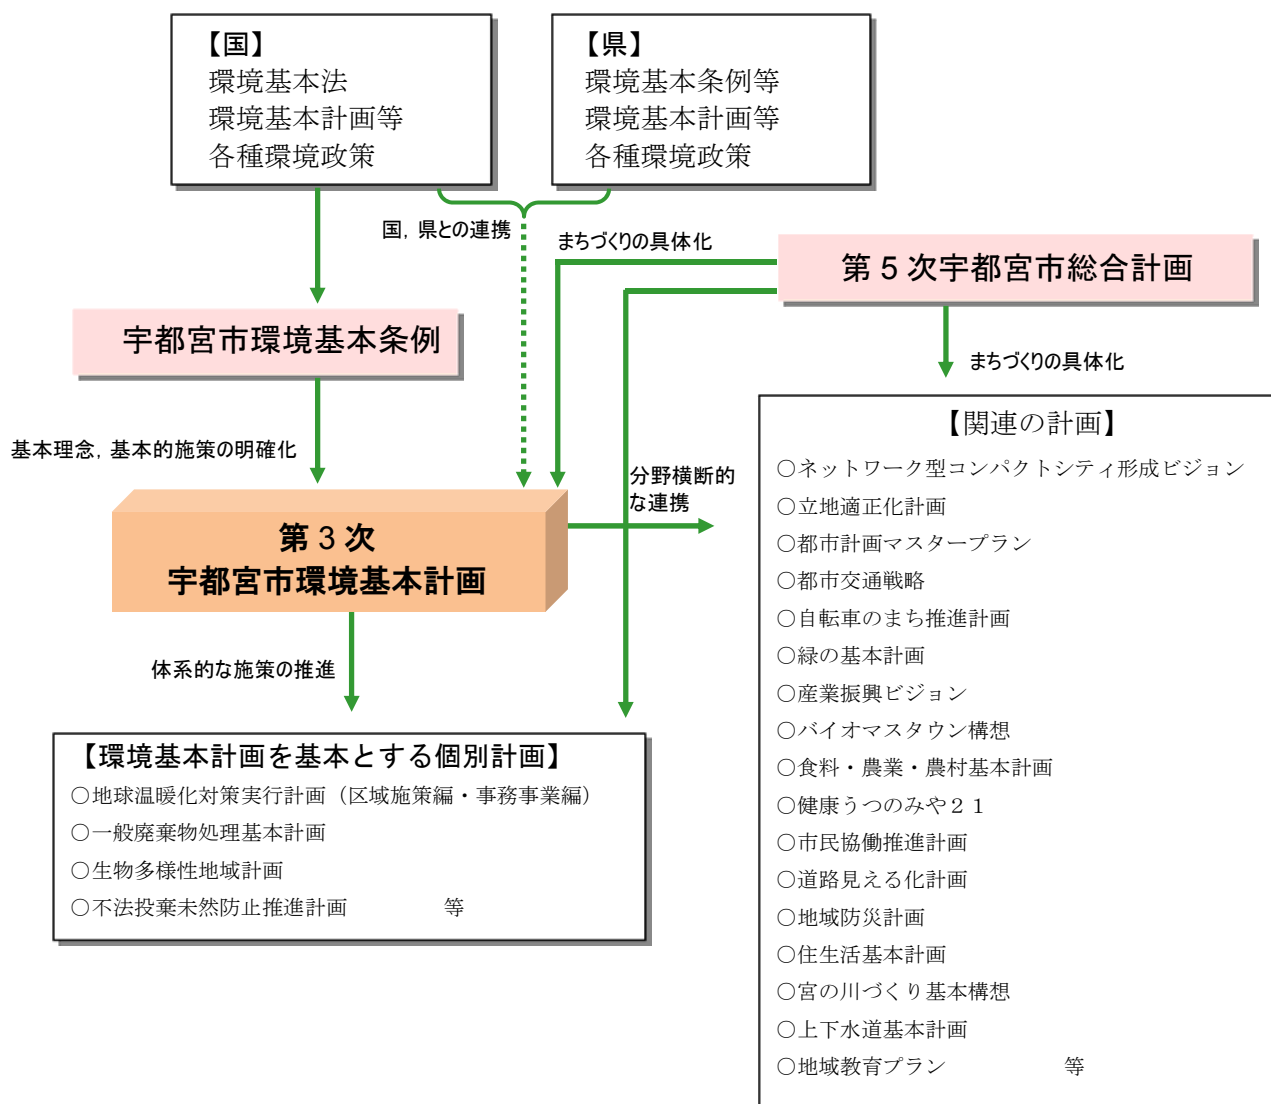 【国】
環境基本法
環境基本計画等
各種環境政策
【県】
環境基本条例等
環境基本計画等
各種環境政策
国，県との連携
まちづくりの具体化
第５次宇都宮市総合計画
宇都宮市環境基本条例
まちづくりの具体化
基本理念，基本的施策の明確化
分野横断的
な連携
第３次
宇都宮市環境基本計画
体系的な施策の推進
【環境基本計画を基本とする個別計画】
○地球温暖化対策実行計画（区域施策編・事務事業編）
○一般廃棄物処理基本計画
○生物多様性地域計画
○不法投棄未然防止推進計画　　　　　等
【関連の計画】
○ネットワーク型コンパクトシティ形成ビジョン
○立地適正化計画
○都市計画マスタープラン
○都市交通戦略
○自転車のまち推進計画
○緑の基本計画
○産業振興ビジョン
○バイオマスタウン構想
○食料・農業・農村基本計画
○健康うつのみや２１
○市民協働推進計画
○道路見える化計画
○地域防災計画
○住生活基本計画
○宮の川づくり基本構想
○上下水道基本計画
○地域教育プラン　　　　　　等